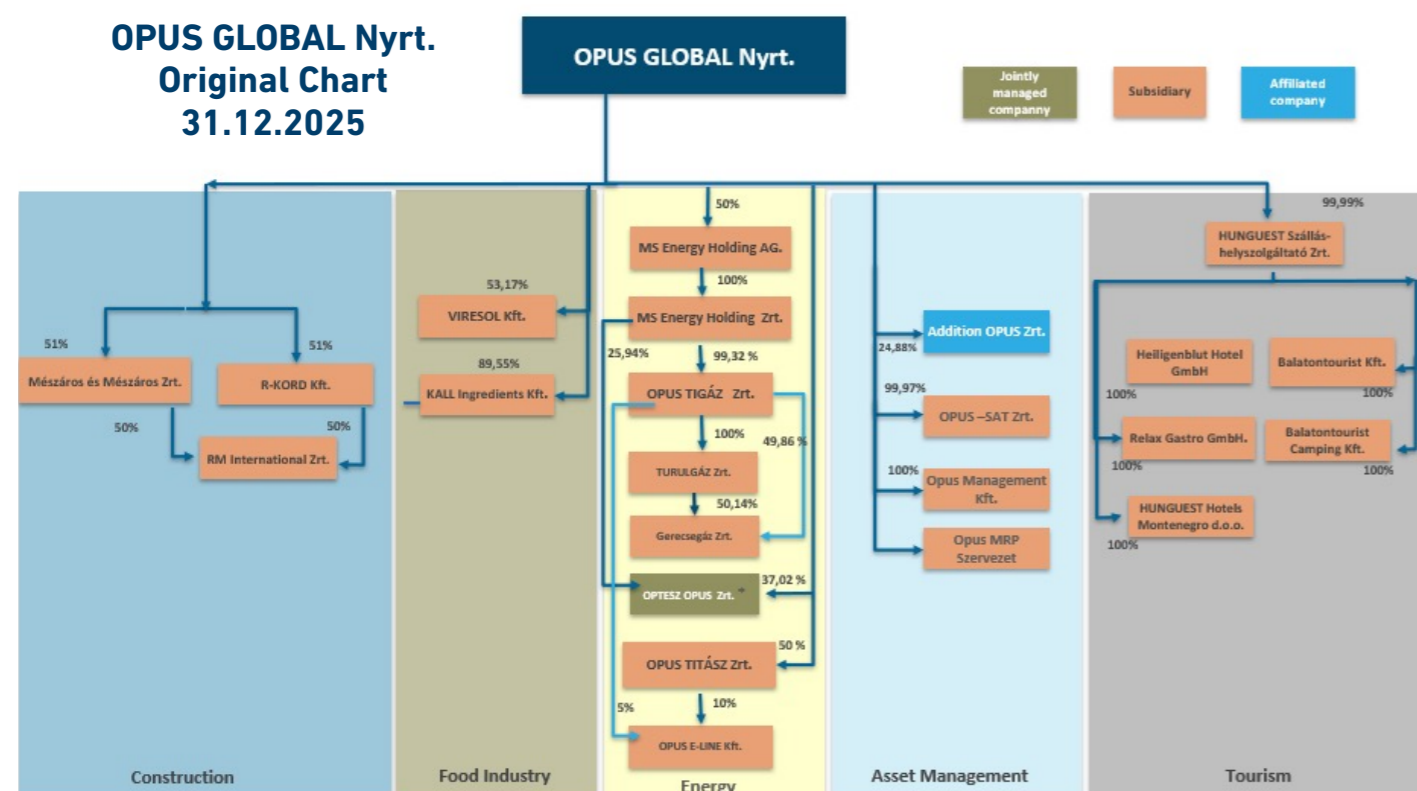 OPUS GLOBAL Nyrt.
Original Chart
31.12.2025
OPUS GLOBAL Nyrt.
Jointly
managed
companny
Subsidiary
Affiliated
company
51%
51%
Mészáros és Mészáros Zrt.
R-KORD Kft.
50%
50%
RM International Zrt.
Construction
53,17%
VIRESOL Kft.
89,55%
KALL Ingredients Kft.
Food Industry
50%
MS Energy Holding AG.
100%
MS Energy Holding Zrt.
25,94%
99,32 %
OPUS TIGÁZ Zrt.
100%
49,86 %
TURULGÁZ Zrt.
50,14%
Gerecsegáz Zrt.
37,02 %
OPTESZ OPUS Zrt. *
50 %
OPUS TITÁSZ Zrt.
10%
5%
OPUS E-LINE Kft.
Energy
Addition OPUS Zrt.
24,88%
99,97%
OPUS –SAT Zrt.
100%
Opus Management
Kft.
Opus MRP
Szervezet
Asset Management
99,99%
HUNGUEST Szállás-
helyszolgáltató Zrt.
Heiligenblut Hotel
GmbH
100%
Balatontourist Kft.
100%
Relax Gastro GmbH.
100%
Balatontourist
Camping Kft.
100%
HUNGUEST Hotels
Montenegro d.o.o.
100%
Tourism